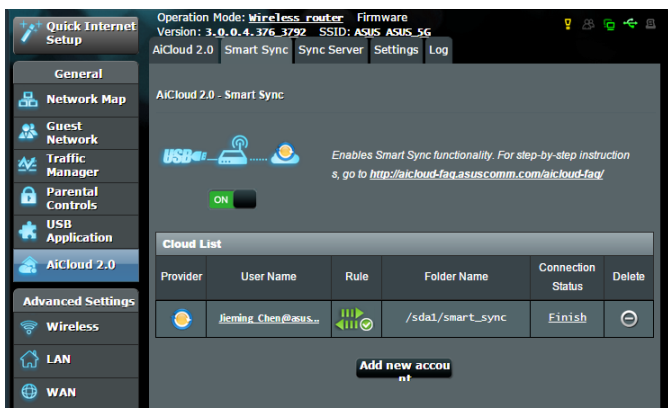 Quick Internet
Setup
Operation Mode: Wireless router Firmware
Version: 3.0.0.4.376_3792 SSID: ASUS ASUS_5G
AiCloud 2.0 Smart Sync Sync Server Settings Log
General
Network Map
Guest
Network
Traffic
Manager
Parental
Controls
USB
Application
AiCloud 2.0
Advanced Settings
Wireless
LAN
WAN
AiCloud 2.0 - Smart Sync
USB
Enables Smart Sync functionality. For step-by-step instruction
s, go to http://aicloud-faq.asuscomm.com/aicloud-faq/
ON
Cloud List
Provider User Name Rule Folder Name Connection Status Delete
Jieming_Chen@asus... /sda1/smart_sync Finish
Add new accou
nt